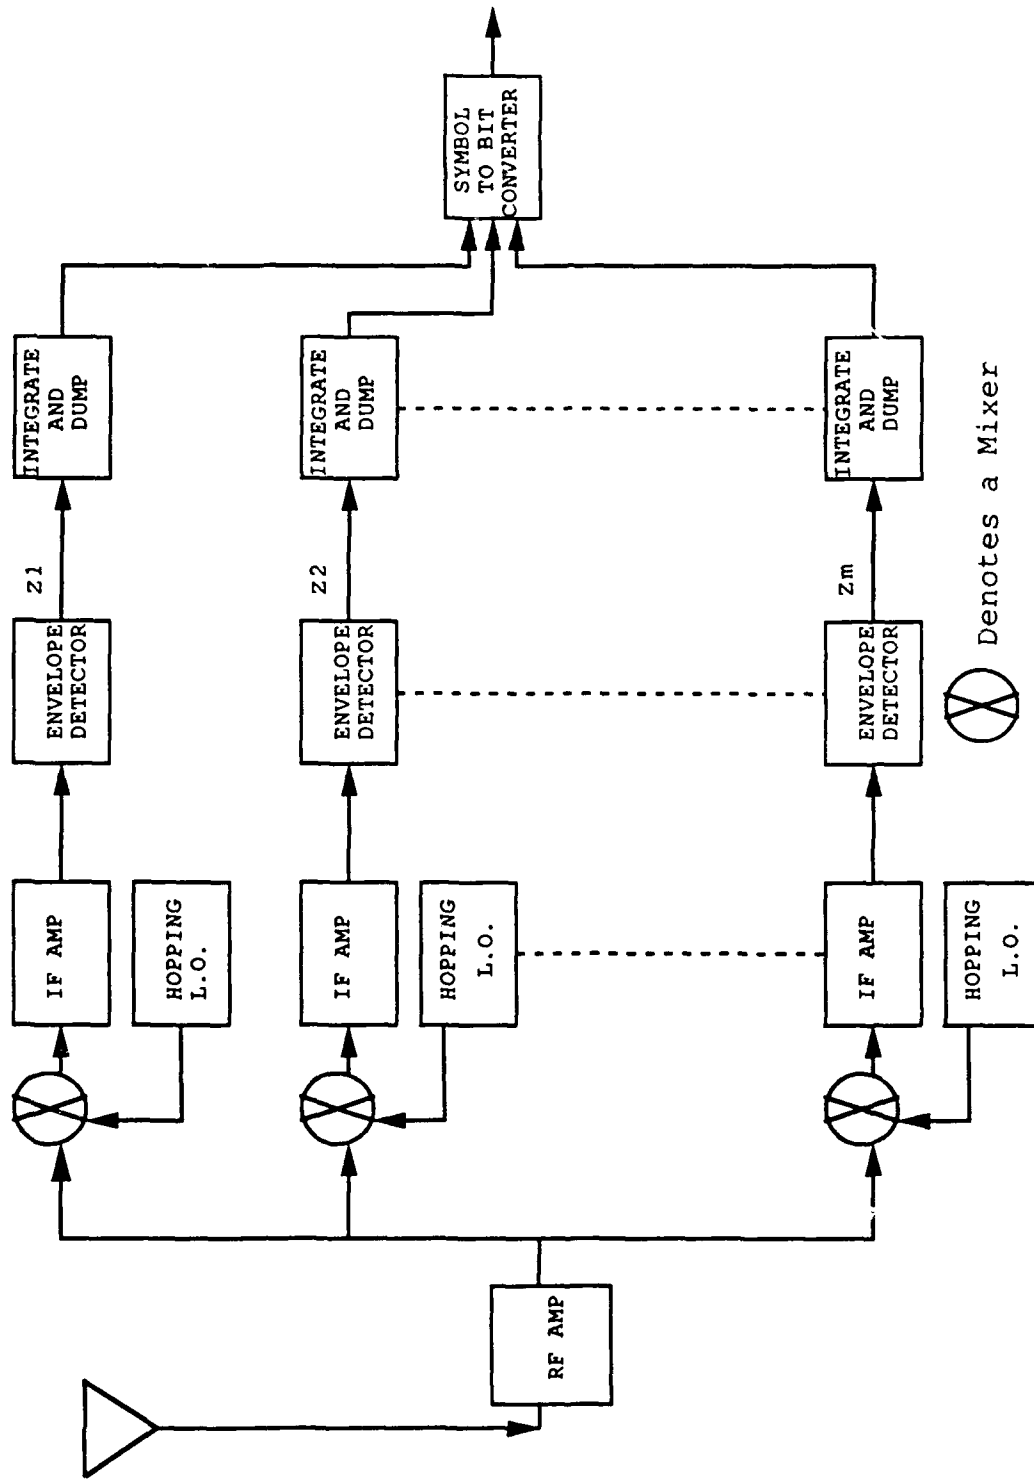 RF AMP
IF AMP
HOPPING
L.O.
ENVELOPE
DETECTOR
Z1
INTEGRATE
AND
DUMP
IF AMP
HOPPING
L.O.
ENVELOPE
DETECTOR
Z2
INTEGRATE
AND
DUMP
IF AMP
HOPPING
L.O.
ENVELOPE
DETECTOR
Zm
INTEGRATE
AND
DUMP
SYMBOL
TO BIT
CONVERTER
Denotes a Mixer